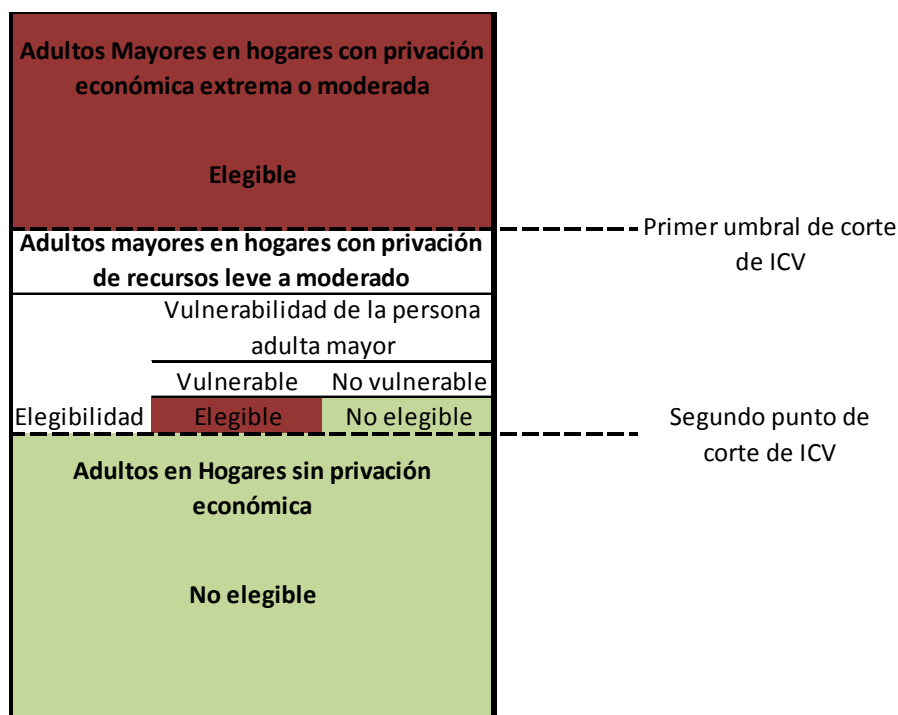 Adultos Mayores en hogares con privación
económica extrema o moderada
Elegible
Primer umbral de corte
de ICV
Adultos mayores en hogares con privación
de recursos leve a moderado
Vulnerabilidad de la persona
adulta mayor
Vulnerable No vulnerable
Elegibilidad Elegible No elegible
Segundo punto de
corte de ICV
Adultos en Hogares sin privación
económica
No elegible